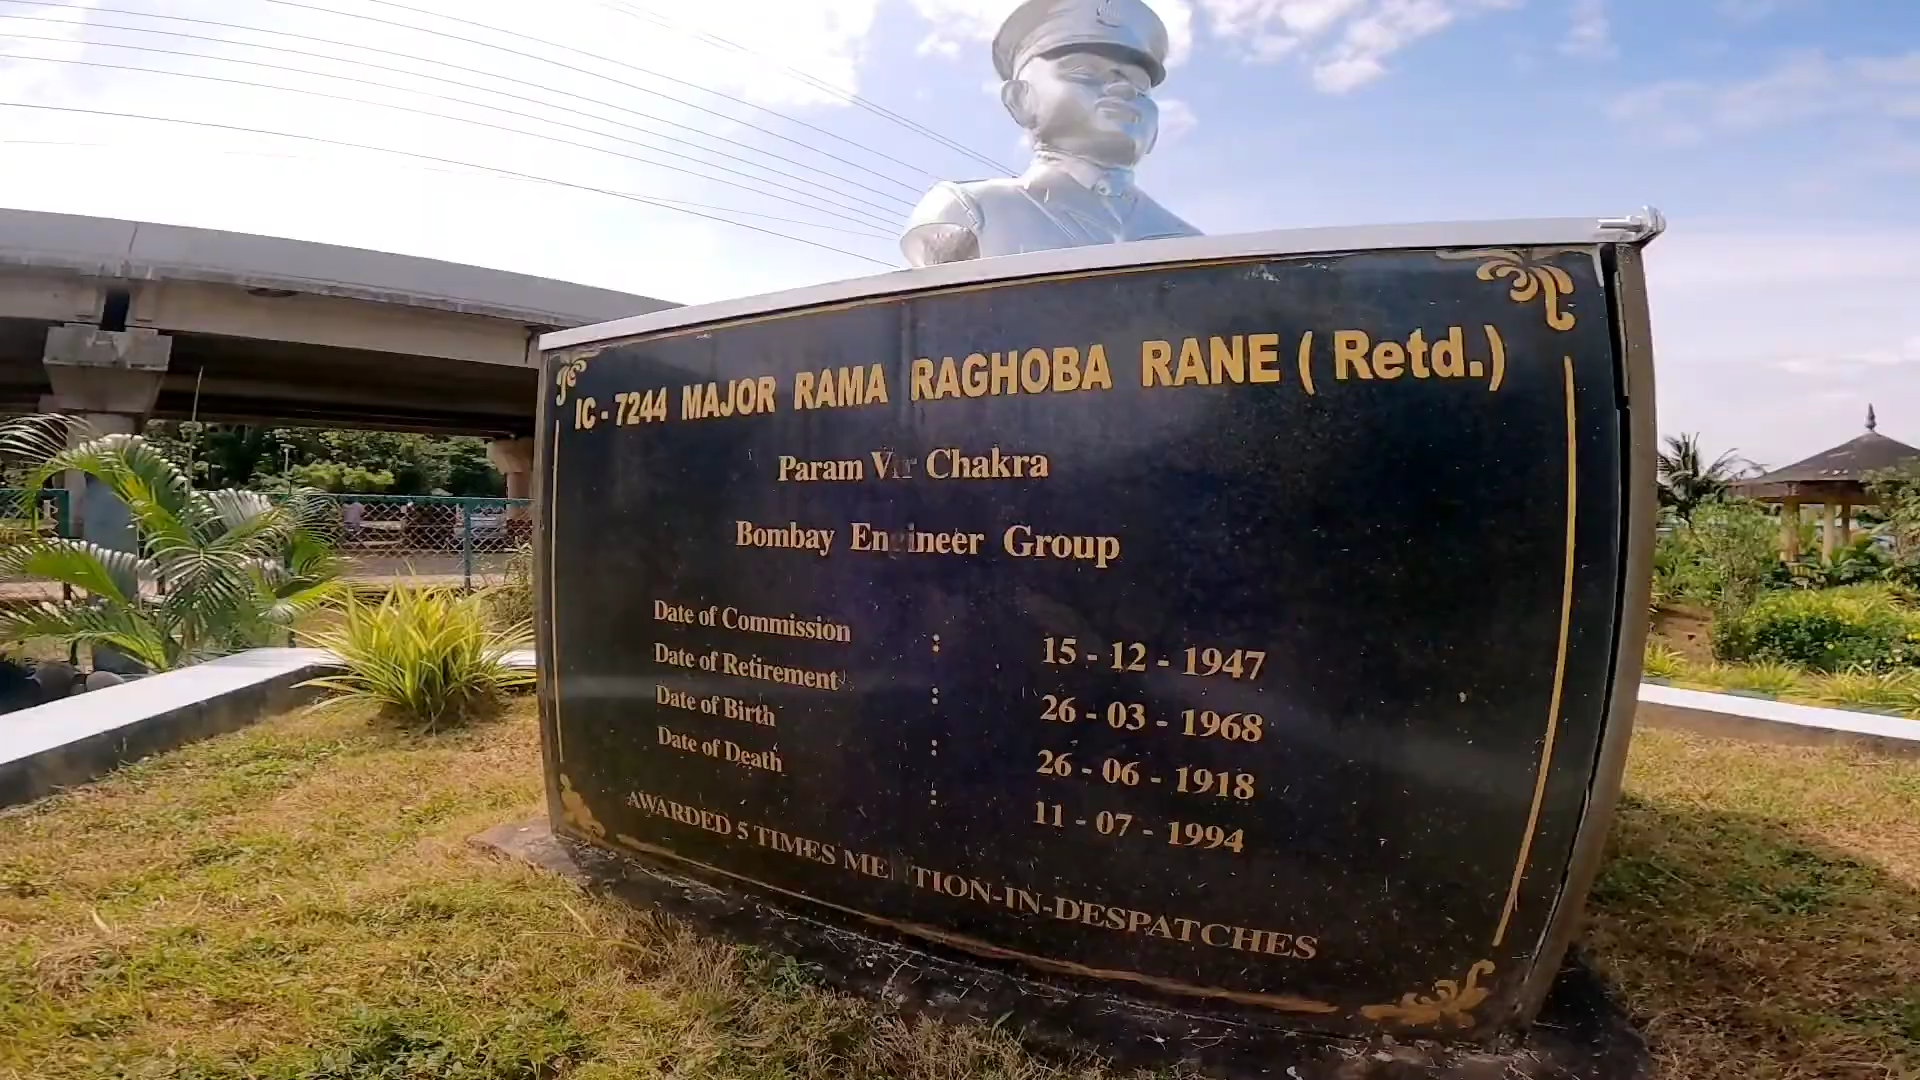 IC - 7244 MAJOR RAMA RAGHOBA RANE ( Retd.)
Param Vir Chakra
Bombay Engineer Group
Date of Commission : 15 - 12 - 1947
Date of Retirement : 26 - 03 - 1968
Date of Birth : 26 - 06 - 1918
Date of Death : 11 - 07 - 1994
AWARDED 5 TIMES MENTION-IN-DESPATCHES